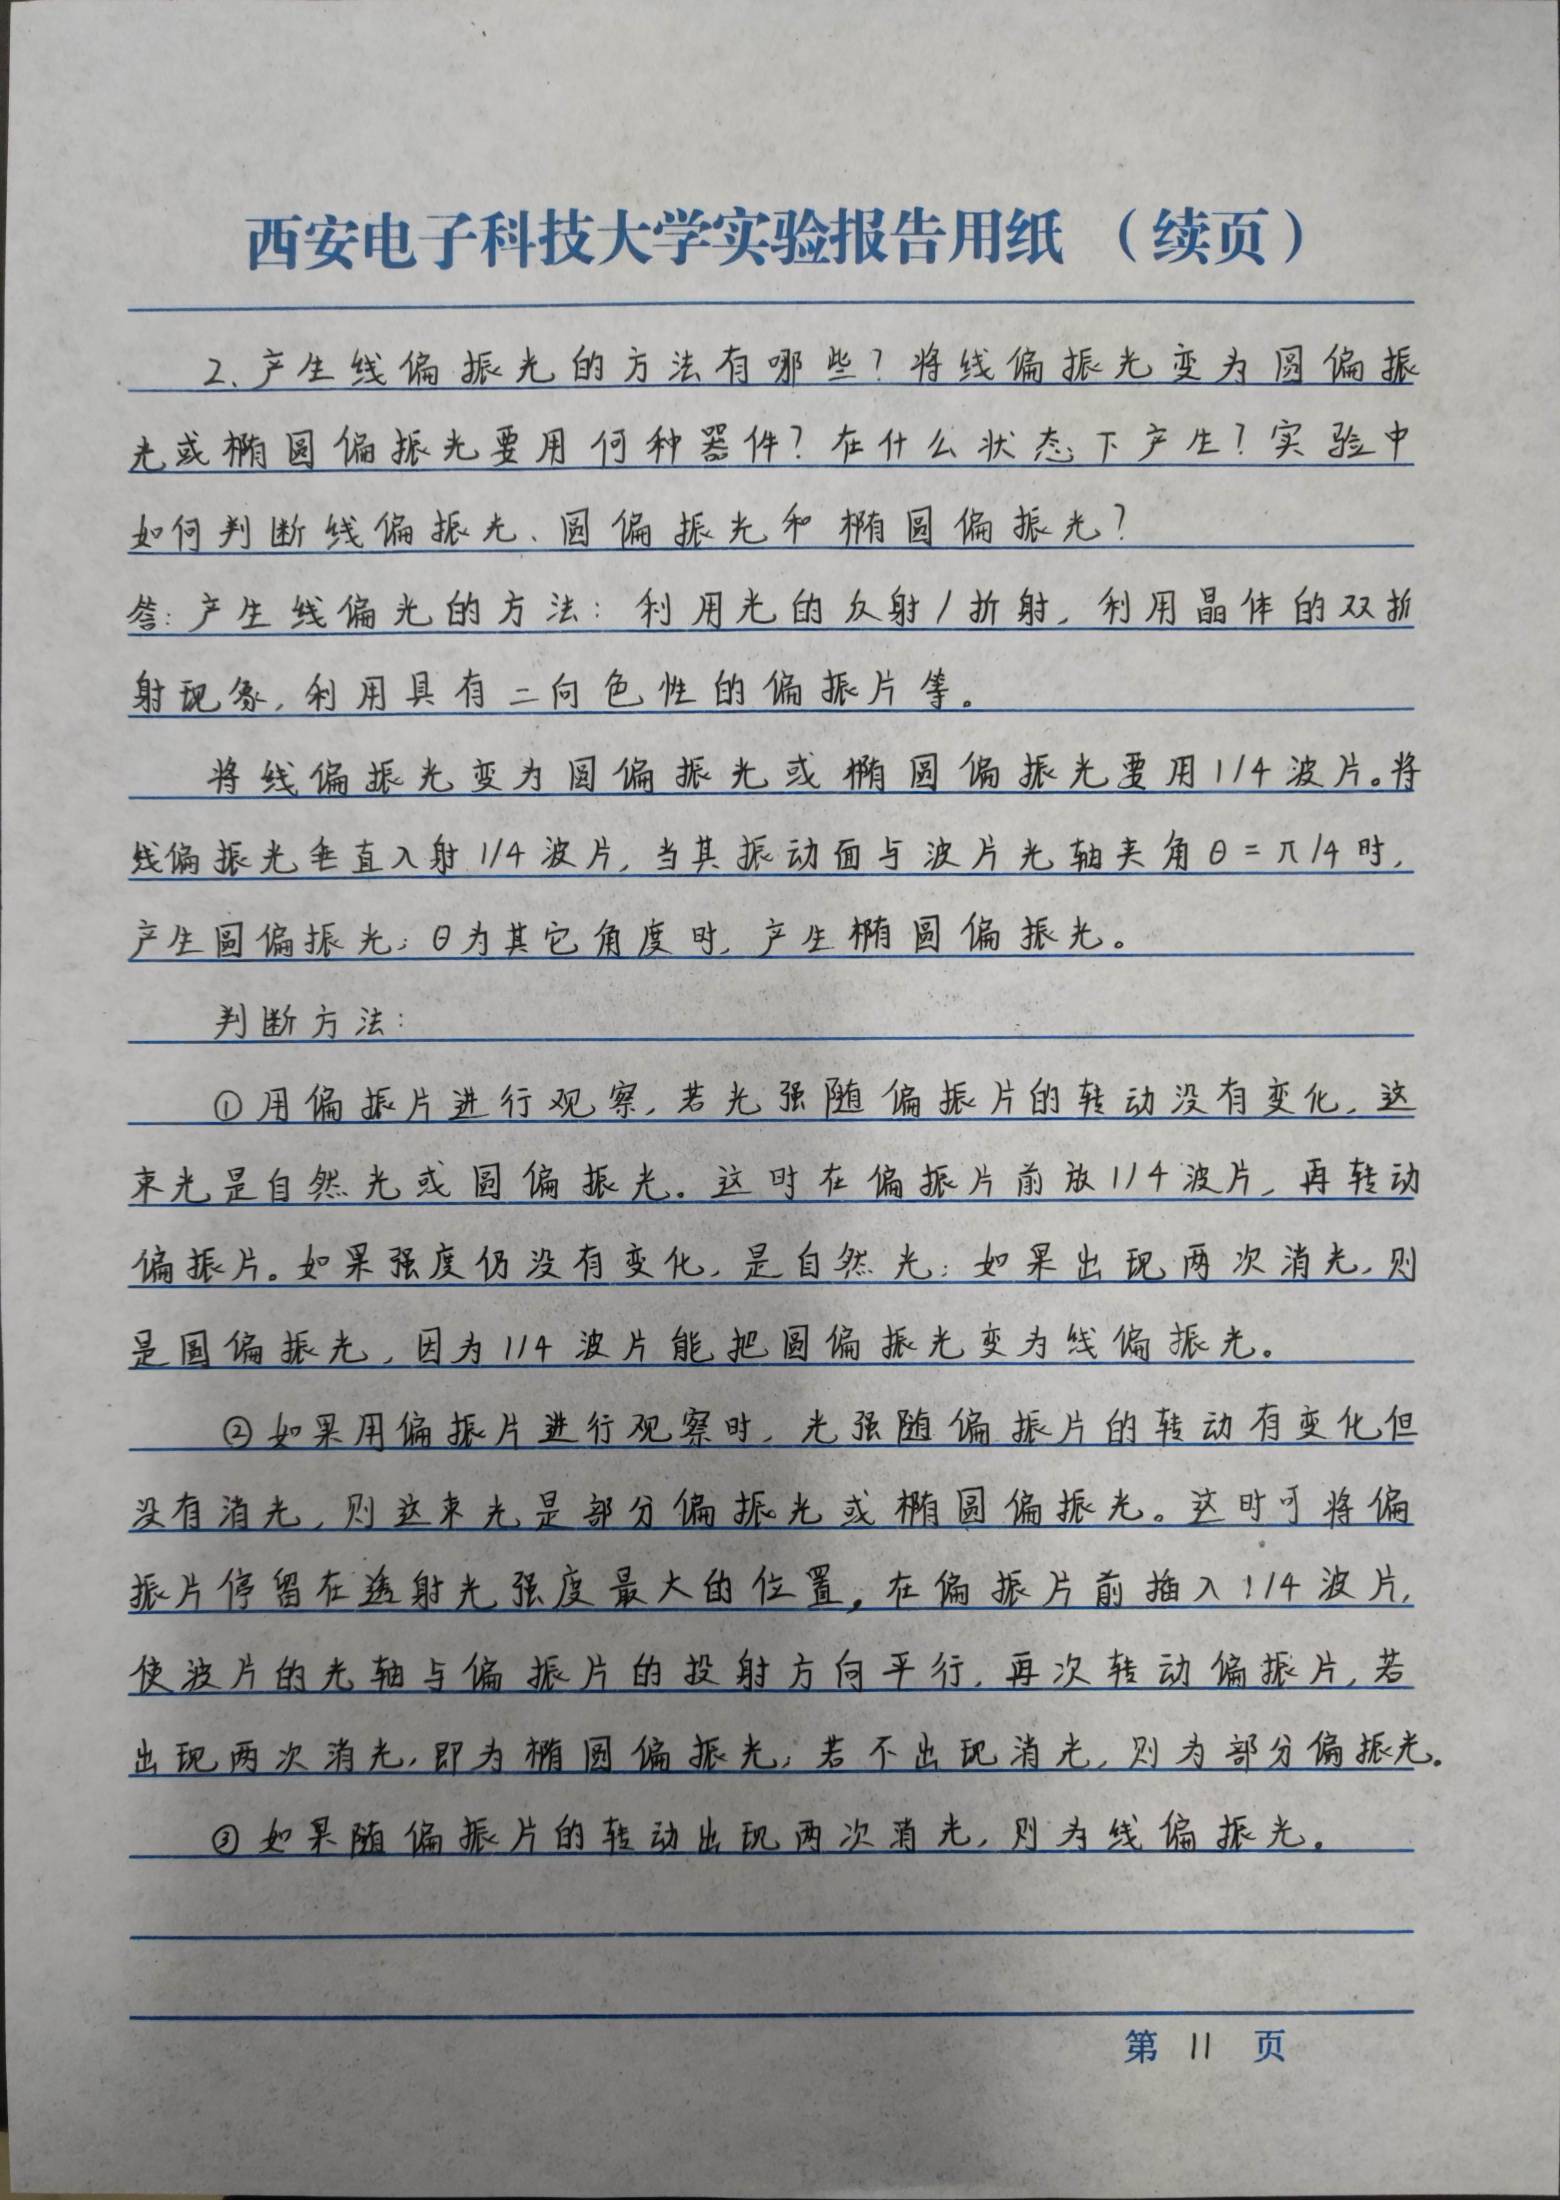 西安电子科技大学实验报告用纸（续页）
2、产生线偏振光的方法有哪些？将线偏振光变为圆偏振
光或椭圆偏振光要用何种器件？在什么状态下产生？实验中
如何判断线偏振光、圆偏振光和椭圆偏振光？
答：产生线偏光的方法：利用光的反射/折射，利用晶体的双折
射现象，利用具有二向色性的偏振片等。
将线偏振光变为圆偏振光或椭圆偏振光要用1/4波片。将
线偏振光垂直入射1/4波片，当其振动面与波片光轴夹角θ=π/4时，
产生圆偏振光；θ为其它角度时，产生椭圆偏振光。
判断方法：
①用偏振片进行观察，若光强随偏振片的转动没有变化，这
束光是自然光或圆偏振光。这时在偏振片前放1/4波片，再转动
偏振片。如果强度仍没有变化，是自然光；如果出现两次消光，则
是圆偏振光，因为1/4波片能把圆偏振光变为线偏振光。
②如果用偏振片进行观察时，光强随偏振片的转动有变化但
没有消光，则这束光是部分偏振光或椭圆偏振光。这时可将偏
振片停留在透射光强度最大的位置，在偏振片前插入1/4波片，
使波片的光轴与偏振片的投射方向平行，再次转动偏振片，若
出现两次消光，即为椭圆偏振光；若不出现消光，则为部分偏振光。
③如果随偏振片的转动出现两次消光，则为线偏振光。
第 11 页